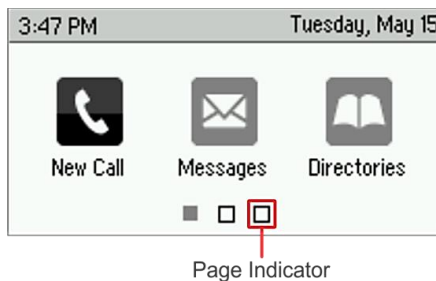 3:47 PM Tuesday, May 15
New Call Messages Directories
Page Indicator